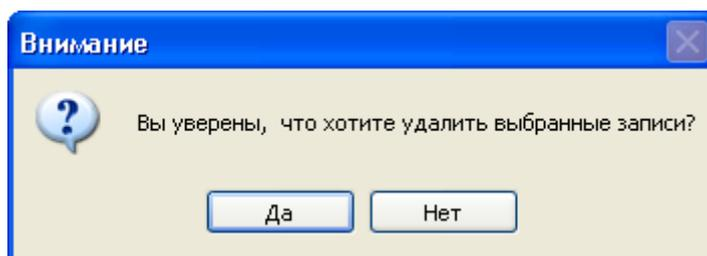 Внимание
Вы уверены,  что хотите удалить выбранные записи?
Да
Нет